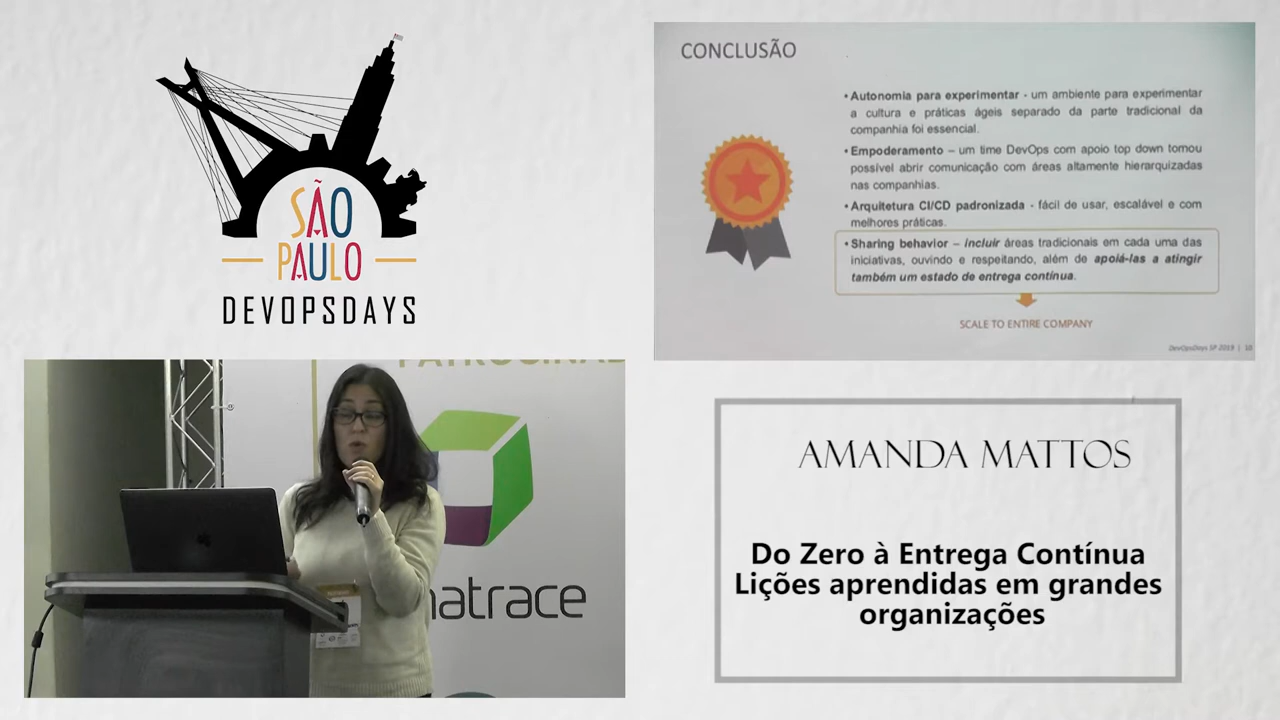 SÃO
PAULO
DEVOPSDAYS
CONCLUSÃO
• Autonomia para experimentar - um ambiente para experimentar
a cultura e práticas ágeis separado da parte tradicional da
companhia foi essencial.
• Empoderamento – um time DevOps com apoio top down tornou
possível abrir comunicação com áreas altamente hierarquizadas
nas companhias.
• Arquitetura CI/CD padronizada - fácil de usar, escalável e com
melhores práticas.
• Sharing behavior – incluir áreas tradicionais em cada uma das
iniciativas, ouvindo e respeitando, além de apoiá-las a atingir
também um estado de entrega contínua.
SCALE TO ENTIRE COMPANY
DevOpsDays SP 2019 | 10
PATROCINAD
natrace
AMANDA MATTOS
Do Zero à Entrega Contínua
Lições aprendidas em grandes
organizações